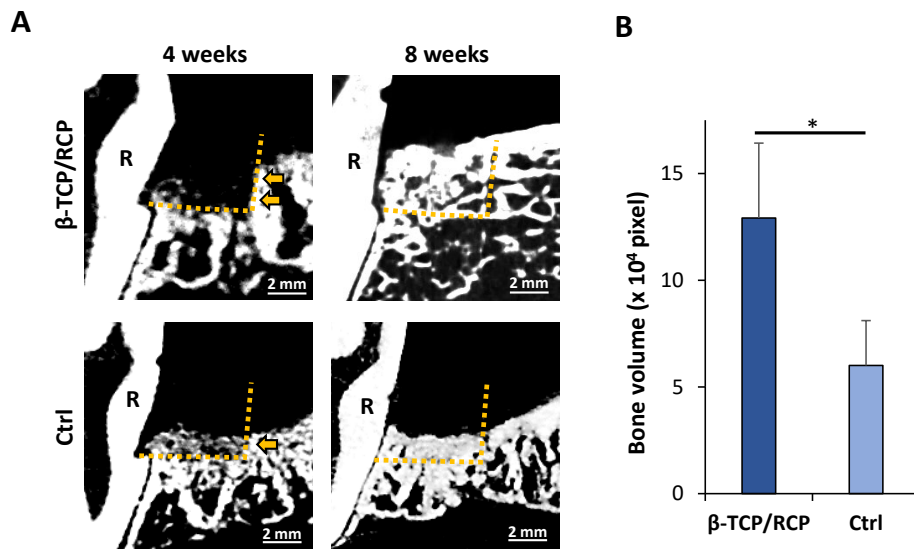 A
4 weeks
8 weeks
β-TCP/RCP
R
2 mm
R
2 mm
Ctrl
R
2 mm
R
2 mm
B
*
Bone volume (x 10⁴ pixel)
15
10
5
0
β-TCP/RCP
Ctrl